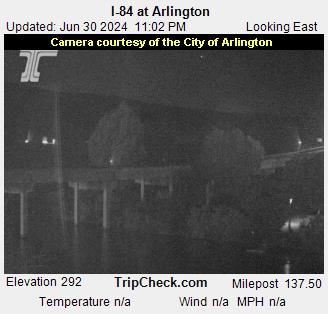 I-84 at Arlington
Updated: Jun 30 2024 11:02 PM Looking East
Camera courtesy of the City of Arlington
Elevation 292 TripCheck.com Milepost 137.50
Temperature n/a Wind n/a MPH n/a